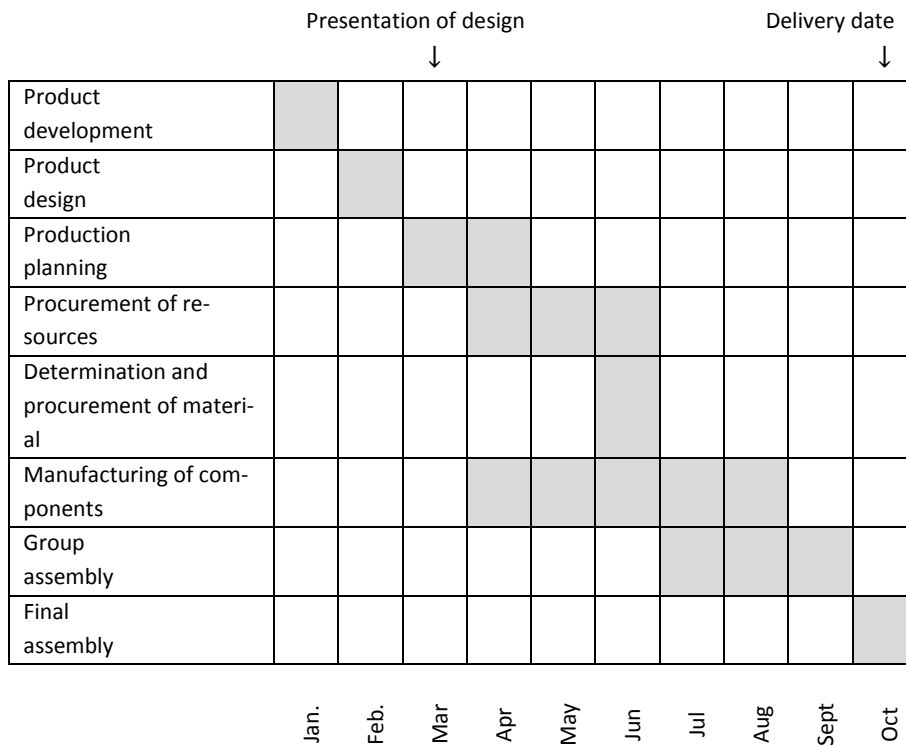 Presentation of design Delivery date
↓ ↓
Product
development
Product
design
Production
planning
Procurement of re-
sources
Determination and
procurement of materi-
al
Manufacturing of com-
ponents
Group
assembly
Final
assembly
Jan. Feb. Mar Apr May Jun Jul Aug Sept Oct